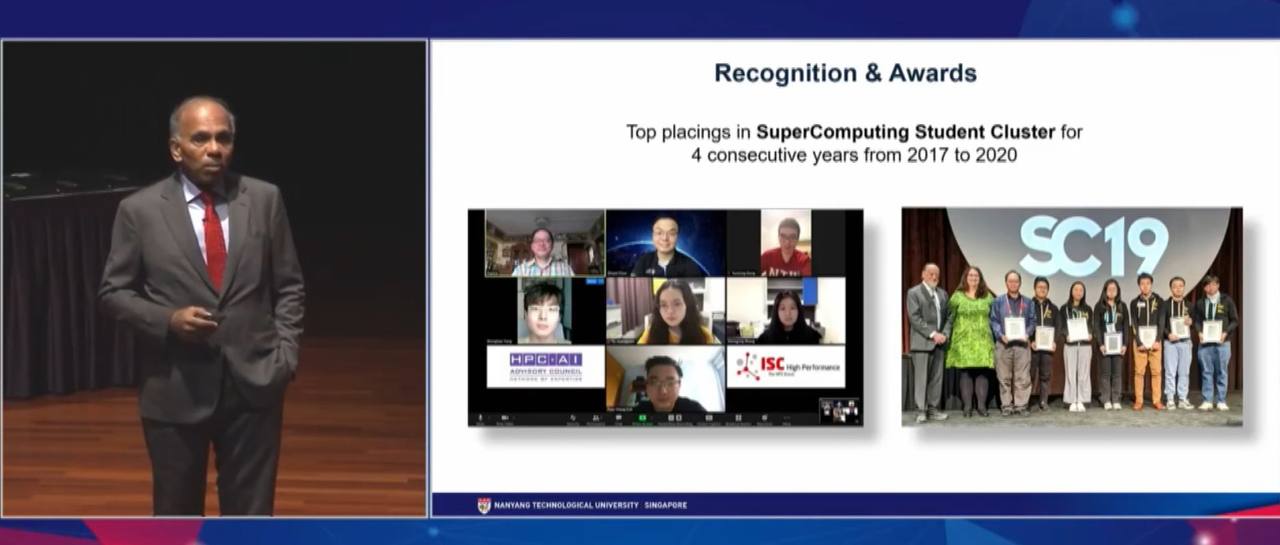 Recognition & Awards
Top placings in SuperComputing Student Cluster for
4 consecutive years from 2017 to 2020
SC19
HPC-AI
ADVISORY COUNCIL
NETWORK OF EXPERTISE
ISC High Performance
The HPC Event
NANYANG TECHNOLOGICAL UNIVERSITY SINGAPORE